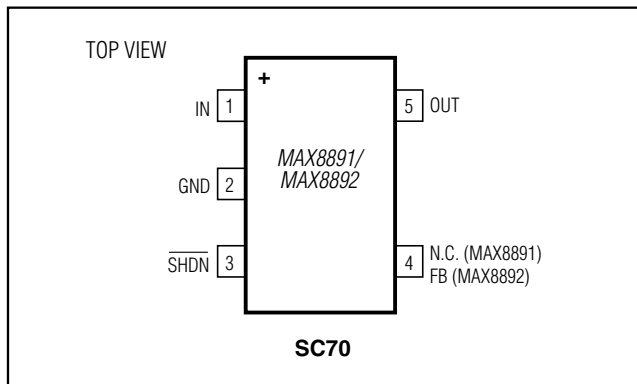 TOP VIEW
+
IN 1
5 OUT
MAX8891/
MAX8892
GND 2
SHDN 3
4 N.C. (MAX8891)
FB (MAX8892)
SC70